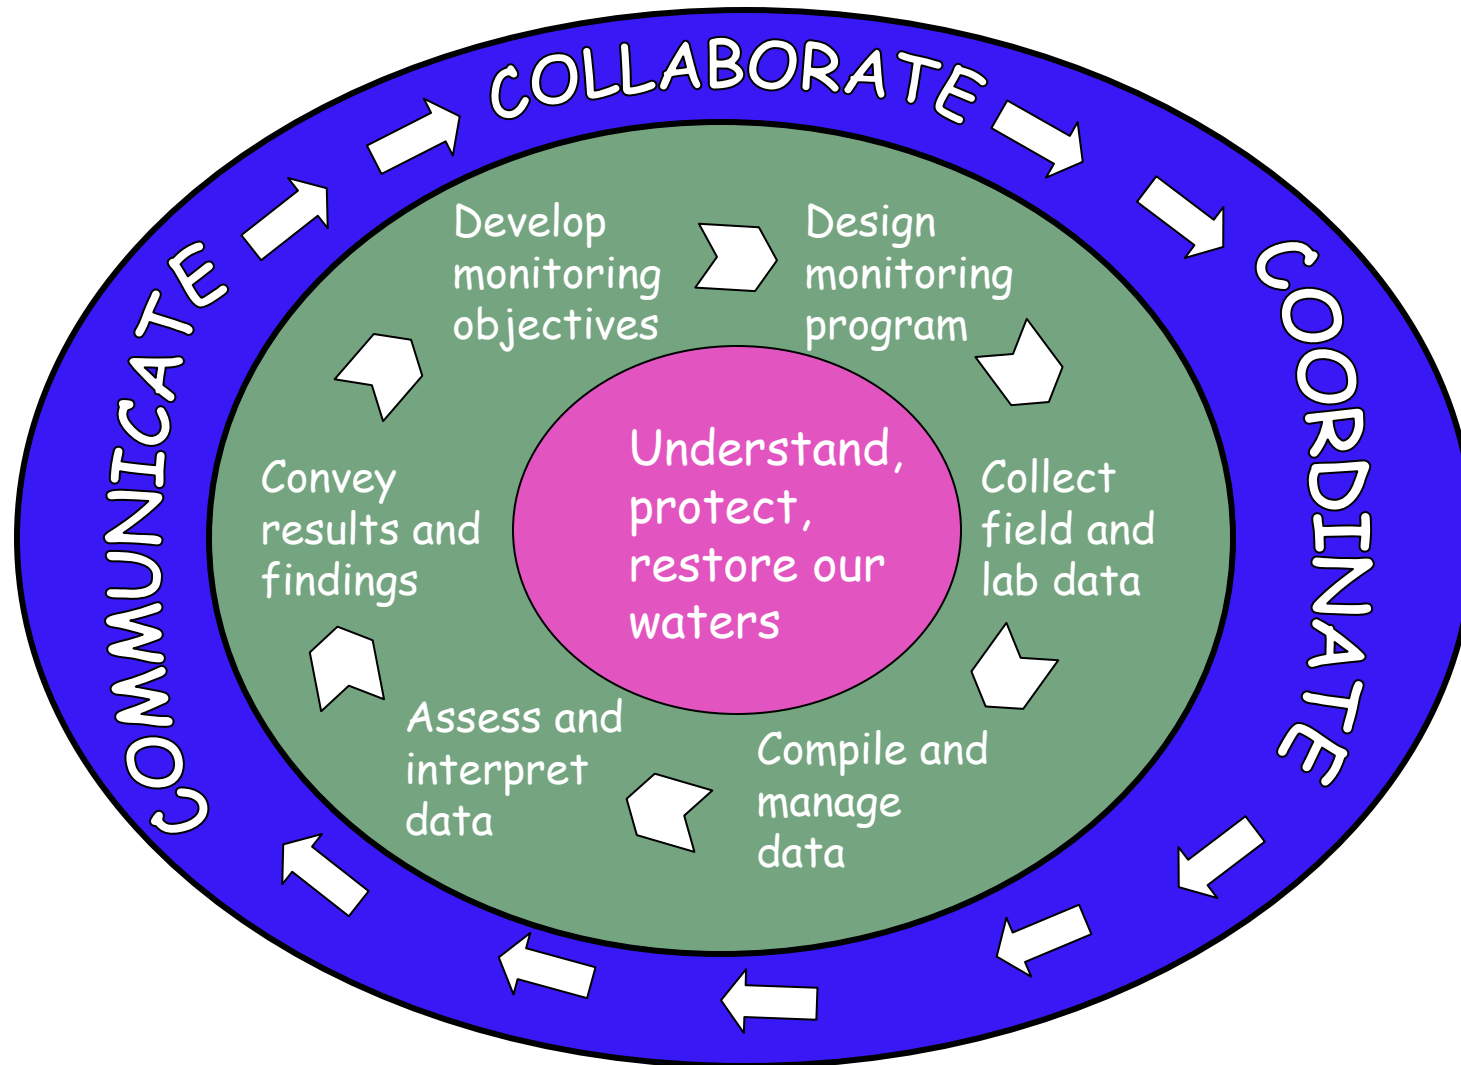 COLLABORATE
COORDINATE
COMMUNICATE
Develop
monitoring
objectives
Design
monitoring
program
Collect
field and
lab data
Compile and
manage
data
Assess and
interpret
data
Convey
results and
findings
Understand,
protect,
restore our
waters